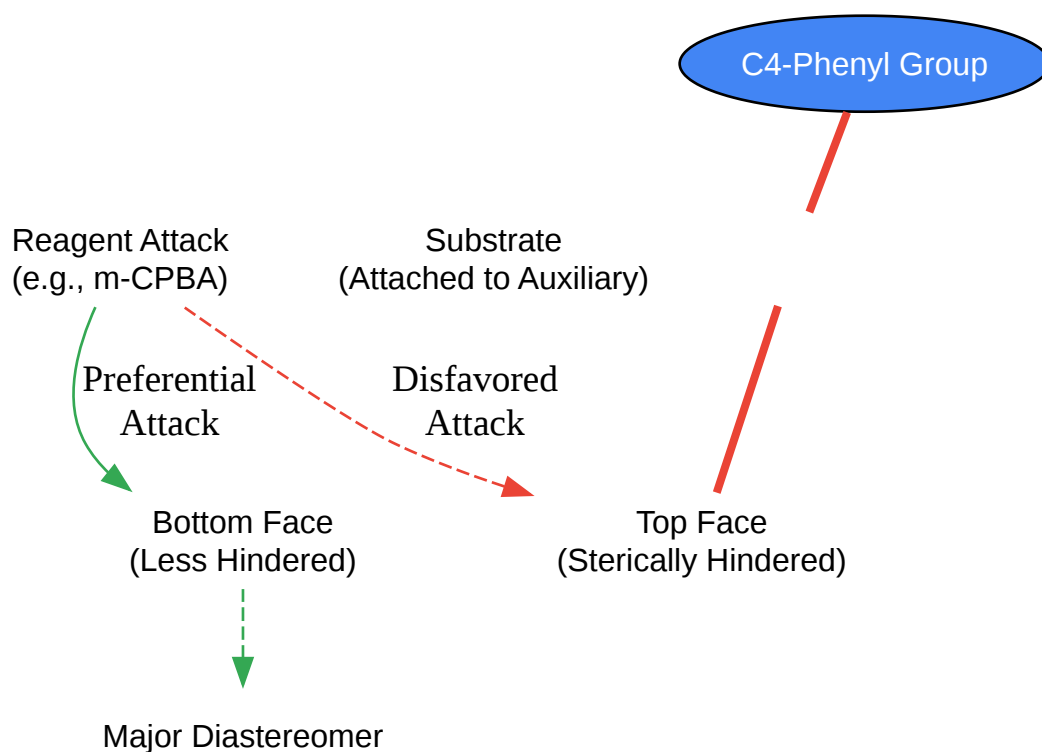 C4-Phenyl Group
Reagent Attack
(e.g., m-CPBA)
Substrate
(Attached to Auxiliary)
Preferential
Attack
Disfavored
Attack
Bottom Face
(Less Hindered)
Top Face
(Sterically Hindered)
Major Diastereomer